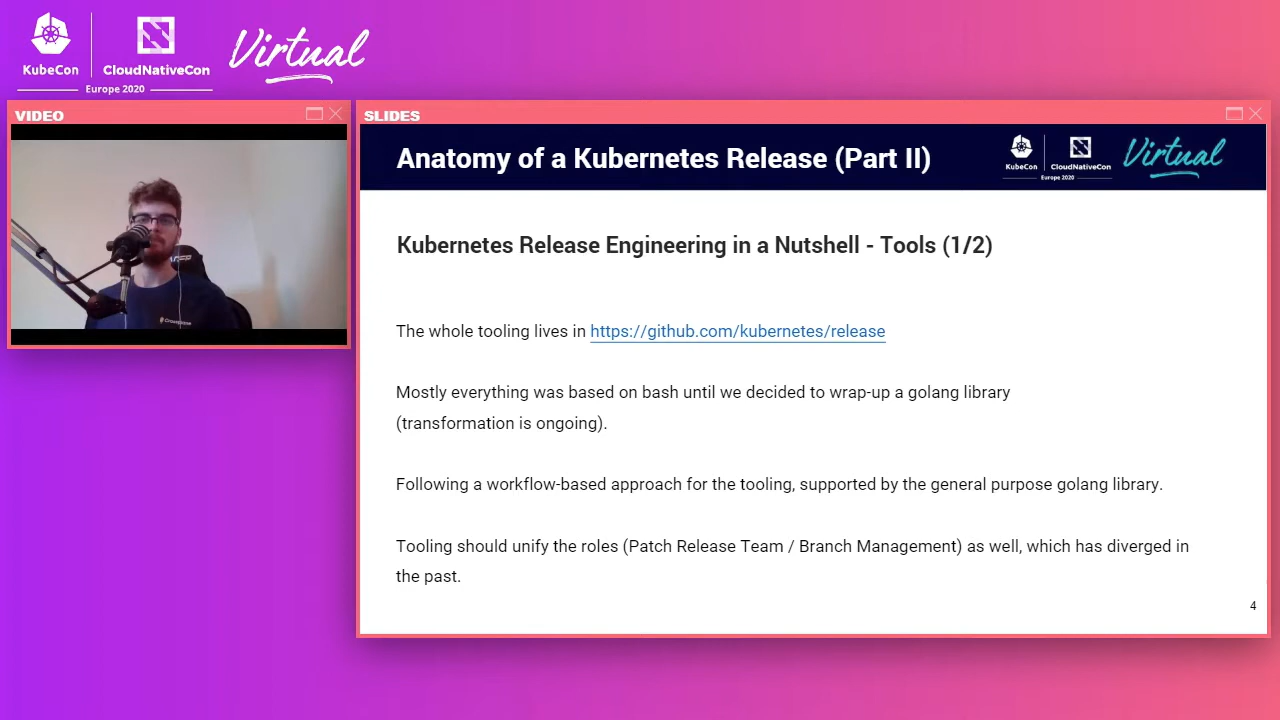 KubeCon
CloudNativeCon
Europe 2020
Virtual
VIDEO
SLIDES
Anatomy of a Kubernetes Release (Part II)
KubeCon
CloudNativeCon
Europe 2020
Virtual
Kubernetes Release Engineering in a Nutshell - Tools (1/2)
The whole tooling lives in https://github.com/kubernetes/release
Mostly everything was based on bash until we decided to wrap-up a golang library
(transformation is ongoing).
Following a workflow-based approach for the tooling, supported by the general purpose golang library.
Tooling should unify the roles (Patch Release Team / Branch Management) as well, which has diverged in
the past.
4